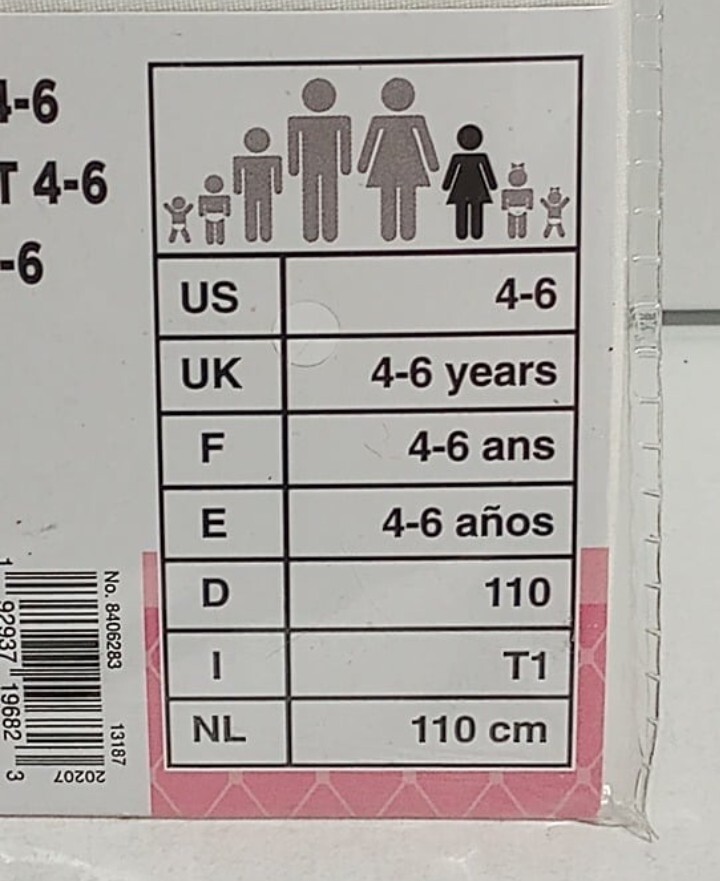 4-6
T 4-6
-6
US 4-6
UK 4-6 years
F 4-6 ans
E 4-6 años
D 110
I T1
NL 110 cm
No. 8406283 13187
1 92937 19682 3
20207